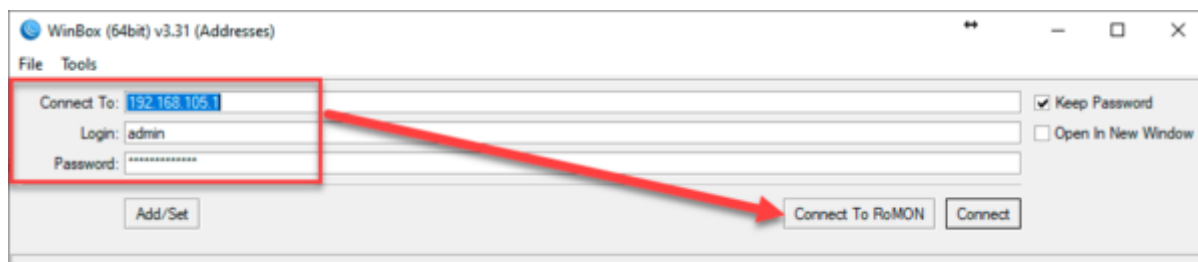 WinBox (64bit) v3.31 (Addresses)
File Tools
Connect To: 192.168.105.1
Keep Password
Login: admin
Open In New Window
Password: *************
Add/Set
Connect To RoMON
Connect